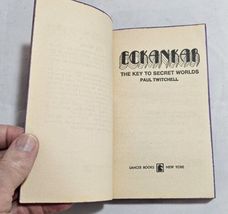 ECKANKAR
THE KEY TO SECRET WORLDS
PAUL TWITCHELL
LANCER BOOKS NEW YORK